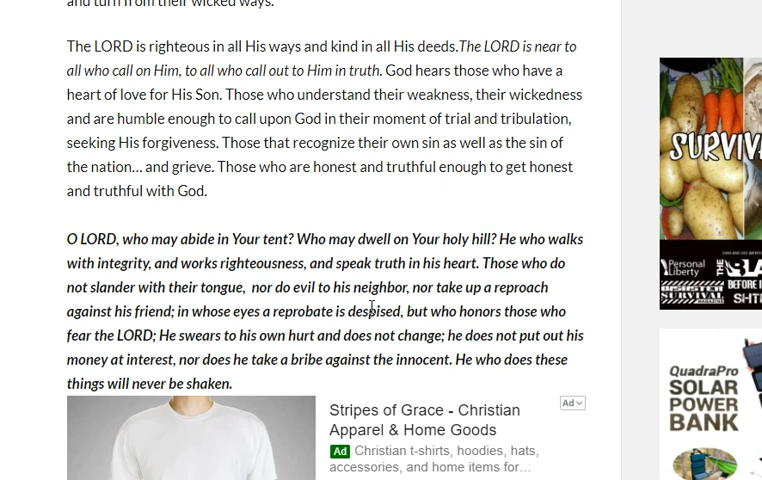 and turn from their wicked ways.
The LORD is righteous in all His ways and kind in all His deeds.The LORD is near to
all who call on Him, to all who call out to Him in truth. God hears those who have a
heart of love for His Son. Those who understand their weakness, their wickedness
and are humble enough to call upon God in their moment of trial and tribulation,
seeking His forgiveness. Those that recognize their own sin as well as the sin of
the nation… and grieve. Those who are honest and truthful enough to get honest
and truthful with God.
O LORD, who may abide in Your tent? Who may dwell on Your holy hill? He who walks
with integrity, and works righteousness, and speak truth in his heart. Those who do
not slander with their tongue,  nor do evil to his neighbor, nor take up a reproach
against his friend; in whose eyes a reprobate is despised, but who honors those who
fear the LORD; He swears to his own hurt and does not change; he does not put out his
money at interest, nor does he take a bribe against the innocent. He who does these
things will never be shaken.
Stripes of Grace - Christian
Apparel & Home Goods
Ad
Ad Christian t-shirts, hoodies, hats,
accessories, and home items for…
SURVIV
Personal
Liberty
THE
BLA
DISASTER
SURVIVAL
MAGAZINE
BEFORE I
SHT
QuadraPro
SOLAR
POWER
BANK